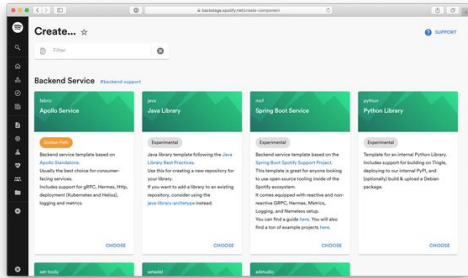 backstage.spotify.net/create-component
Create... ☆
SUPPORT
Filter
Backend Service #backend-support
fabric
Apollo Service
Golden Path
Backend service template based on
Apollo Standalone.
Usually the best choice for consumer-
facing services.
Includes support for gRPC, Hermes, Http,
deployment (Kubernetes and Helios),
logging and metrics.
CHOOSE
java
Java Library
Experimental
Java library template following the Java
Library Best Practices.
Use this for creating a new repository for
your library.
If you want to add a library to an existing
repository, consider using the
java-library-archetype instead.
CHOOSE
mcf
Spring Boot Service
Experimental
Backend service template based on the
Spring Boot Spotify Support Project.
This template is great for anyone looking
to use open source tooling inside of the
Spotify ecosystem.
It comes equipped with reactive and non-
reactive GRPC, Hermes, Metrics,
Logging, and Nameless setup.
You can find a guide here. You will also
find a ton of example projects here.
CHOOSE
python
Python Library
Experimental
Template for an internal Python Library.
Includes support for building on Tingle,
deploying to our internal PyPI, and
(optionally) build & upload a Debian
package.
CHOOSE